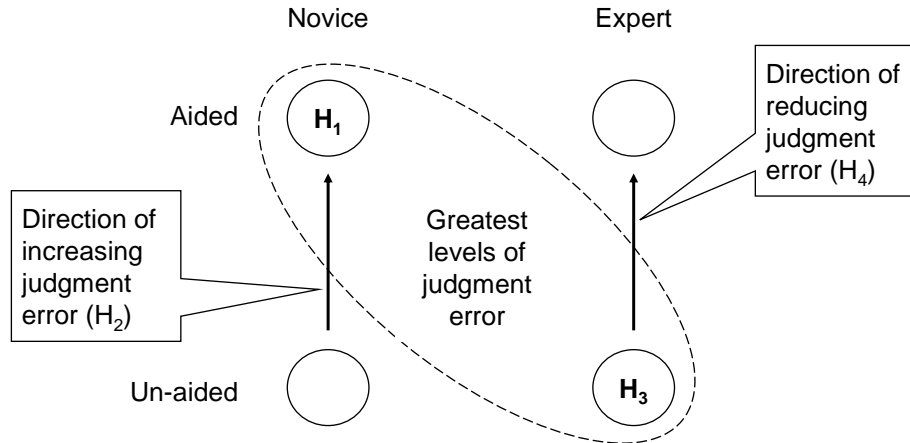 Novice
Expert
Aided
H₁
Direction of
reducing
judgment
error (H₄)
Direction of
increasing
judgment
error (H₂)
Greatest
levels of
judgment
error
Un-aided
H₃